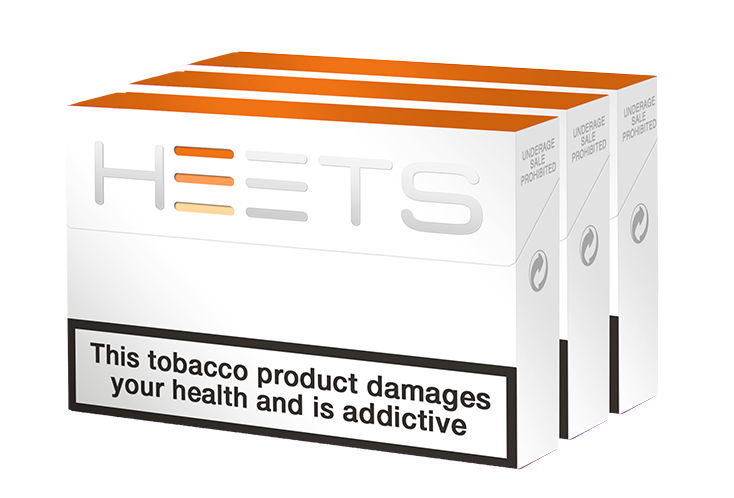 HEETS
This tobacco product damages
your health and is addictive
UNDERAGE
SALE
PROHIBITED
UNDERAGE
SALE
PROHIBITED
UNDERAGE
SALE
PROHIBITED